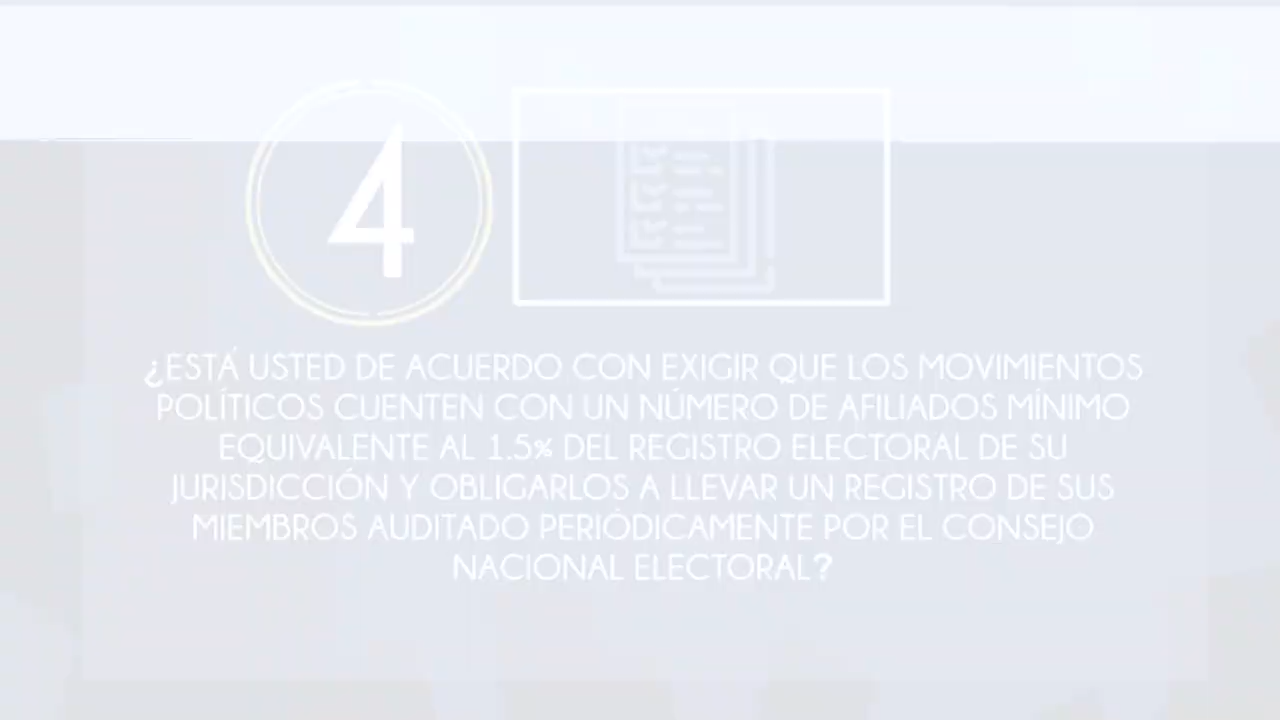 4
¿ESTÁ USTED DE ACUERDO CON EXIGIR QUE LOS MOVIMIENTOS
POLÍTICOS CUENTEN CON UN NÚMERO DE AFILIADOS MÍNIMO
EQUIVALENTE AL 1.5% DEL REGISTRO ELECTORAL DE SU
JURISDICCIÓN Y OBLIGARLOS A LLEVAR UN REGISTRO DE SUS
MIEMBROS AUDITADO PERIÓDICAMENTE POR EL CONSEJO
NACIONAL ELECTORAL?